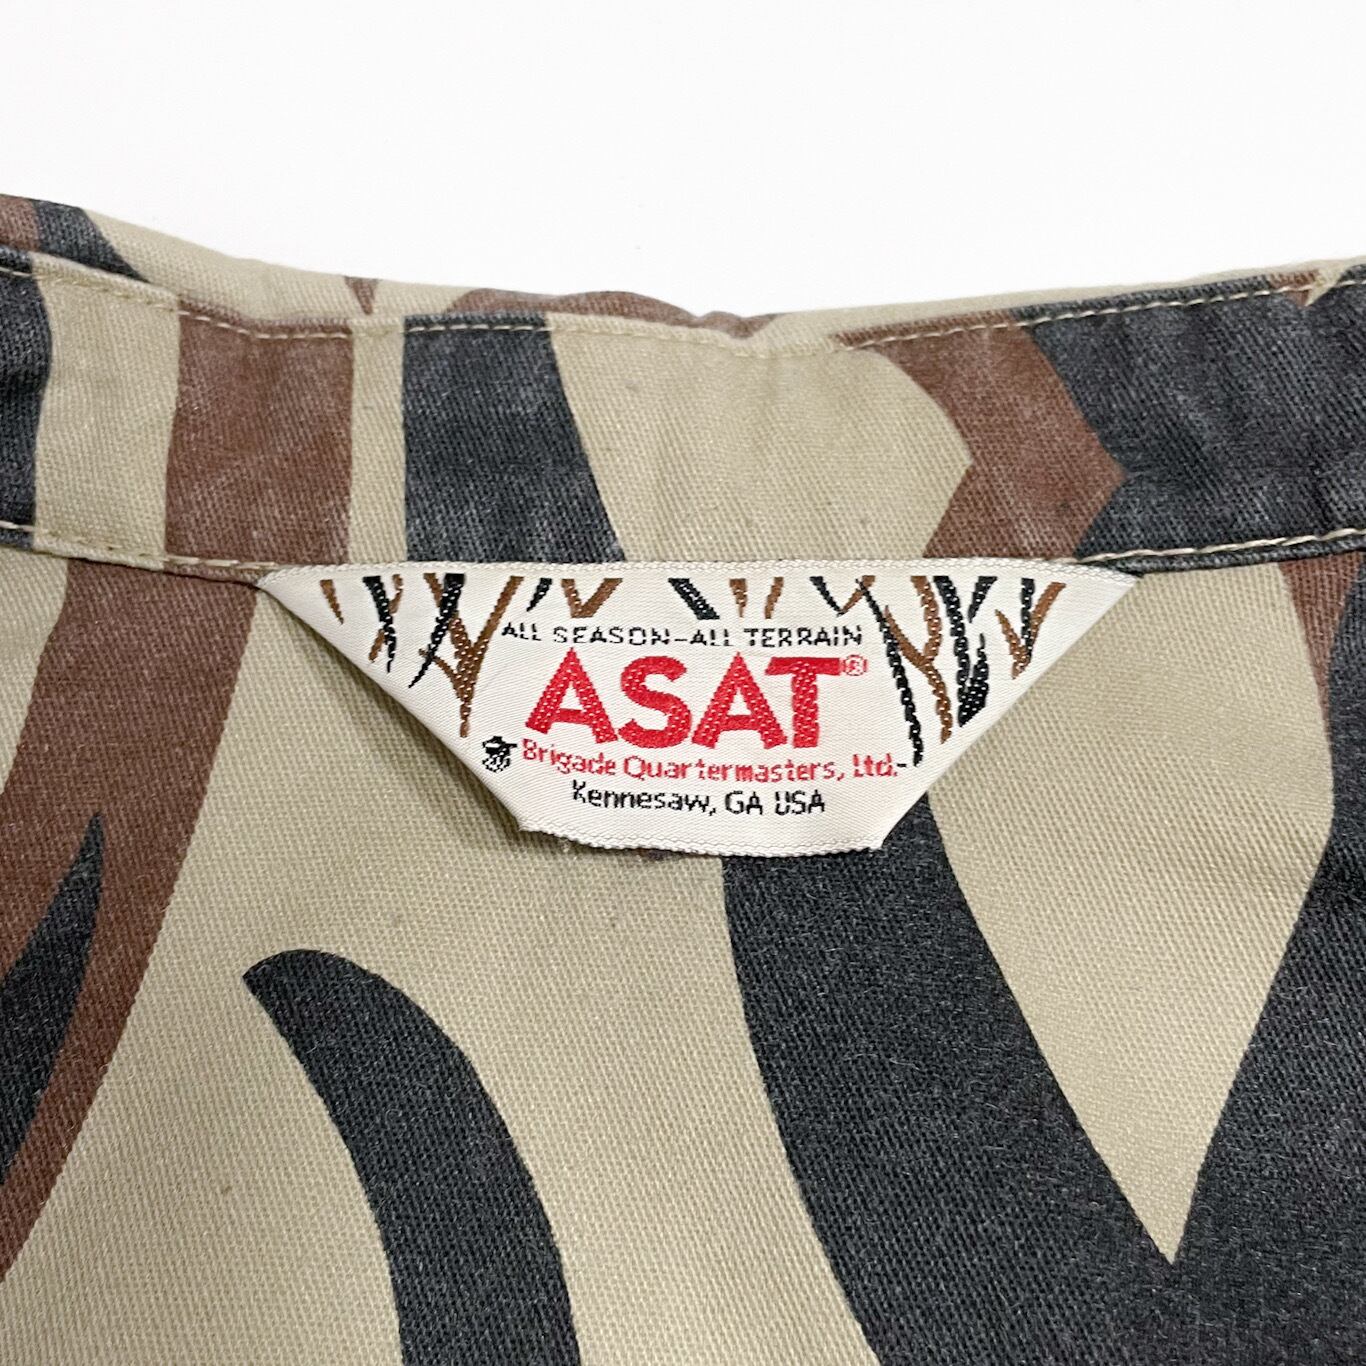 ALL SEASON-ALL TERRAIN
ASAT®
Brigade Quartermasters, Ltd.
Kennesaw, GA USA